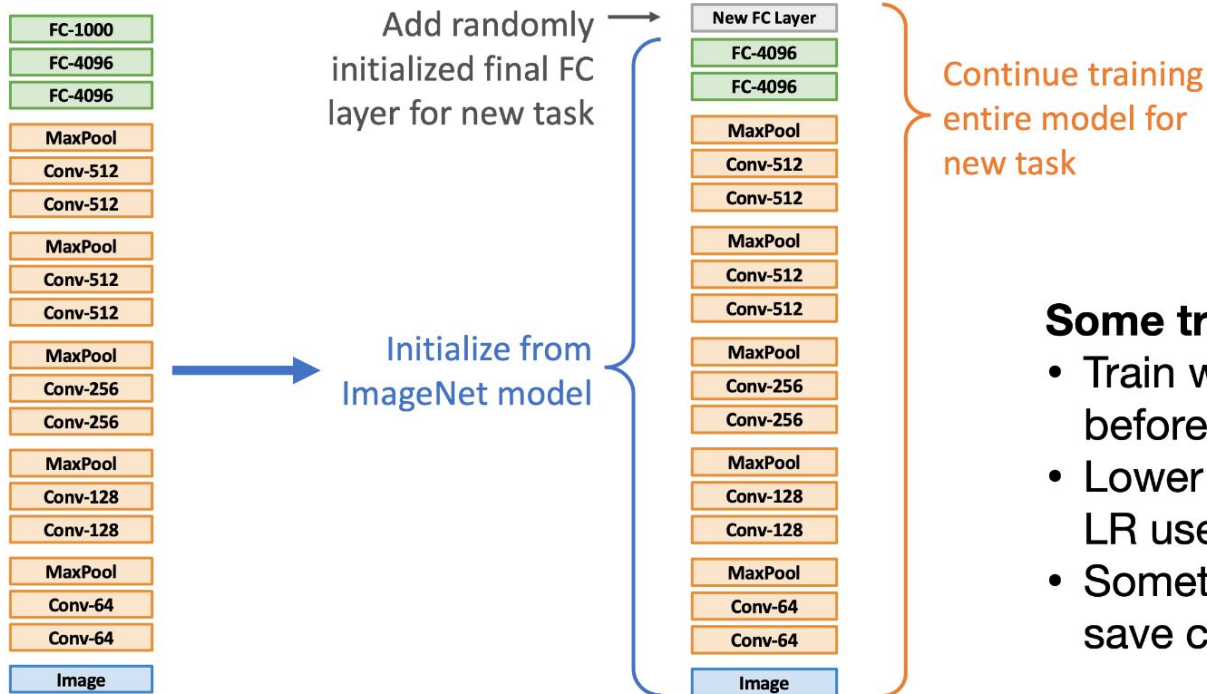 FC-1000
FC-4096
FC-4096
MaxPool
Conv-512
Conv-512
MaxPool
Conv-512
Conv-512
MaxPool
Conv-256
Conv-256
MaxPool
Conv-128
Conv-128
MaxPool
Conv-64
Conv-64
Image
Add randomly
initialized final FC
layer for new task
Initialize from
ImageNet model
New FC Layer
FC-4096
FC-4096
MaxPool
Conv-512
Conv-512
MaxPool
Conv-512
Conv-512
MaxPool
Conv-256
Conv-256
MaxPool
Conv-128
Conv-128
MaxPool
Conv-64
Conv-64
Image
Continue training
entire model for
new task
Some
• Train
before
• Lower
LR
•
save